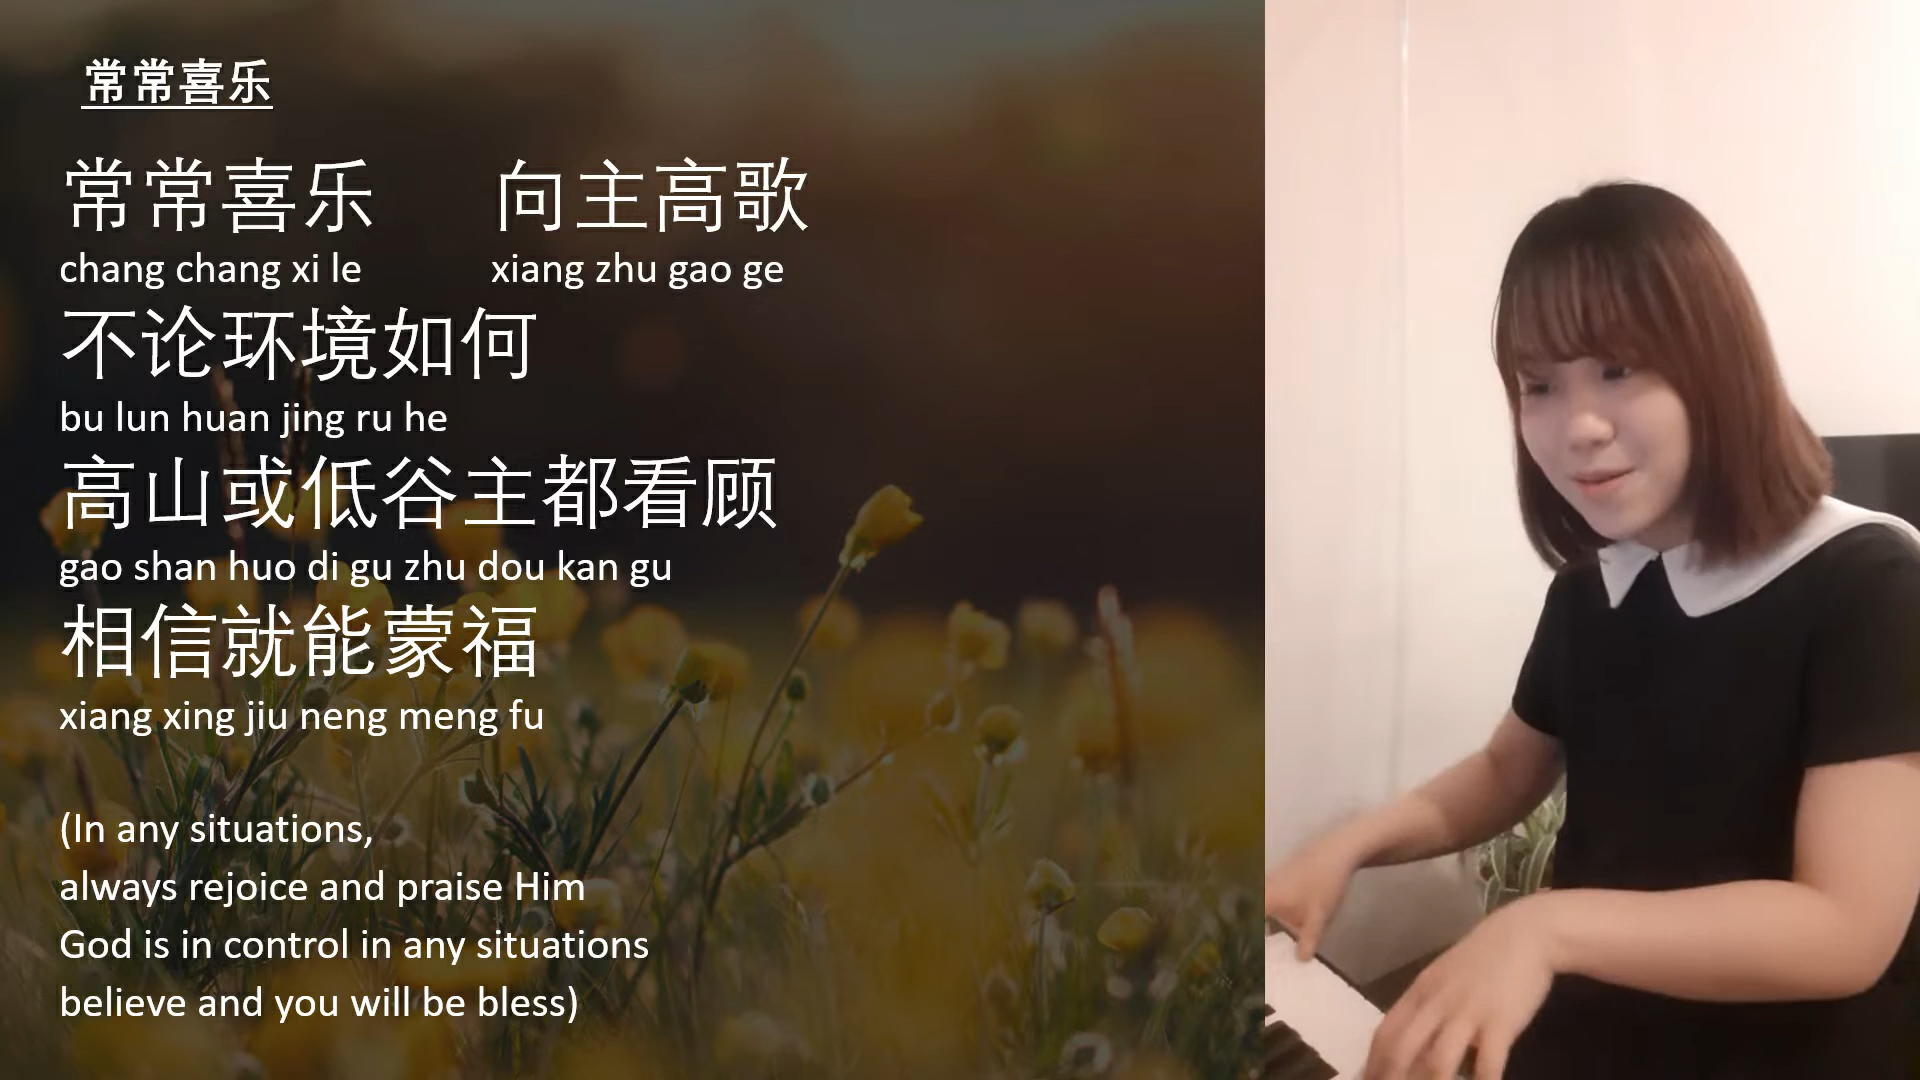 常常喜乐
常常喜乐 向主高歌
chang chang xi le xiang zhu gao ge
不论环境如何
bu lun huan jing ru he
高山或低谷主都看顾
gao shan huo di gu zhu dou kan gu
相信就能蒙福
xiang xing jiu neng meng fu
(In any situations,
always rejoice and praise Him
God is in control in any situations
believe and you will be bless)